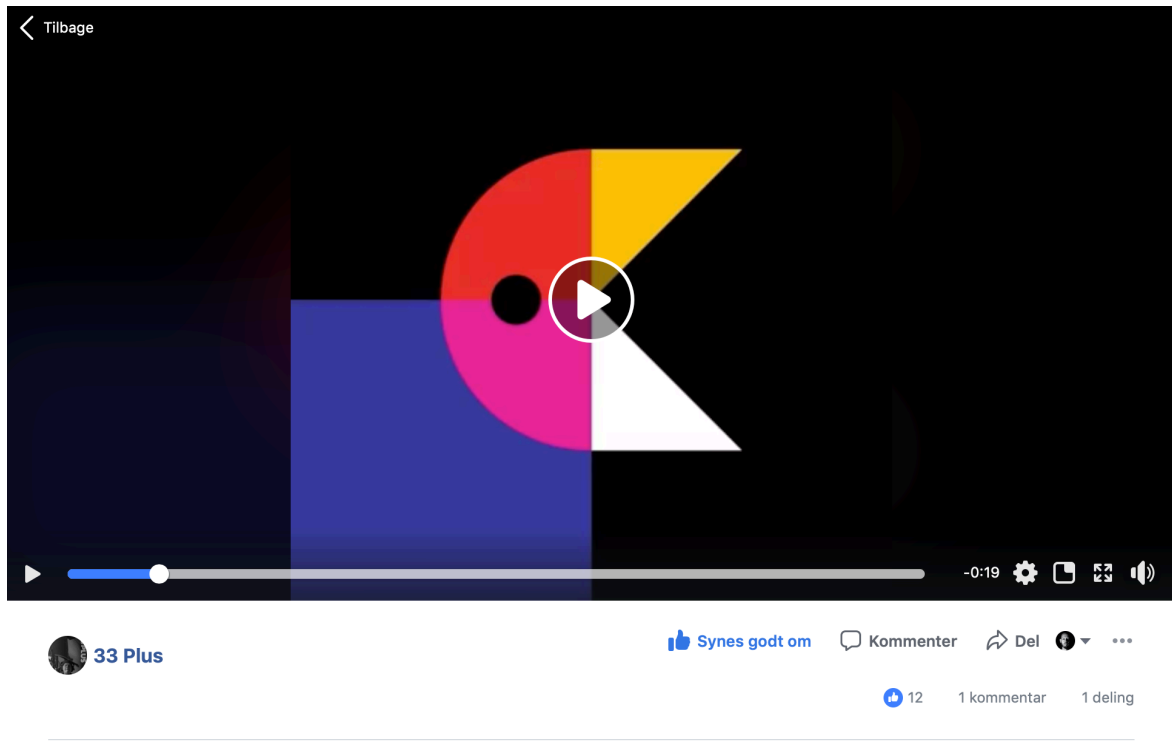 Tilbage
-0:19
33 Plus
Synes godt om Kommenter Del
12 1 kommentar 1 deling